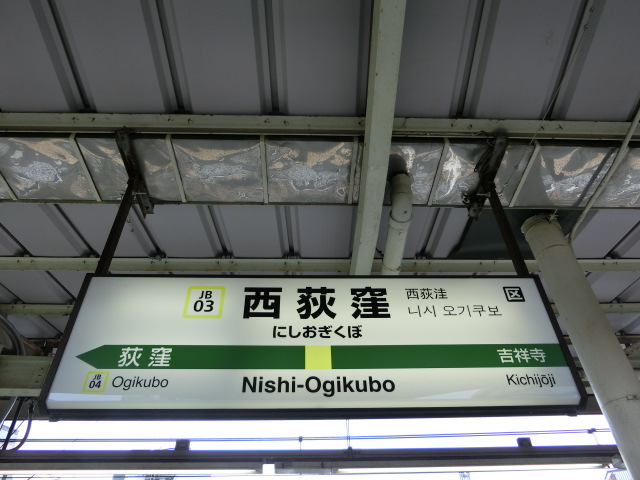 JB 03
西荻窪
西荻洼
니시 오기쿠보
区
にしおぎくぼ
荻窪
吉祥寺
JB 04
Ogikubo
Nishi-Ogikubo
Kichijōji